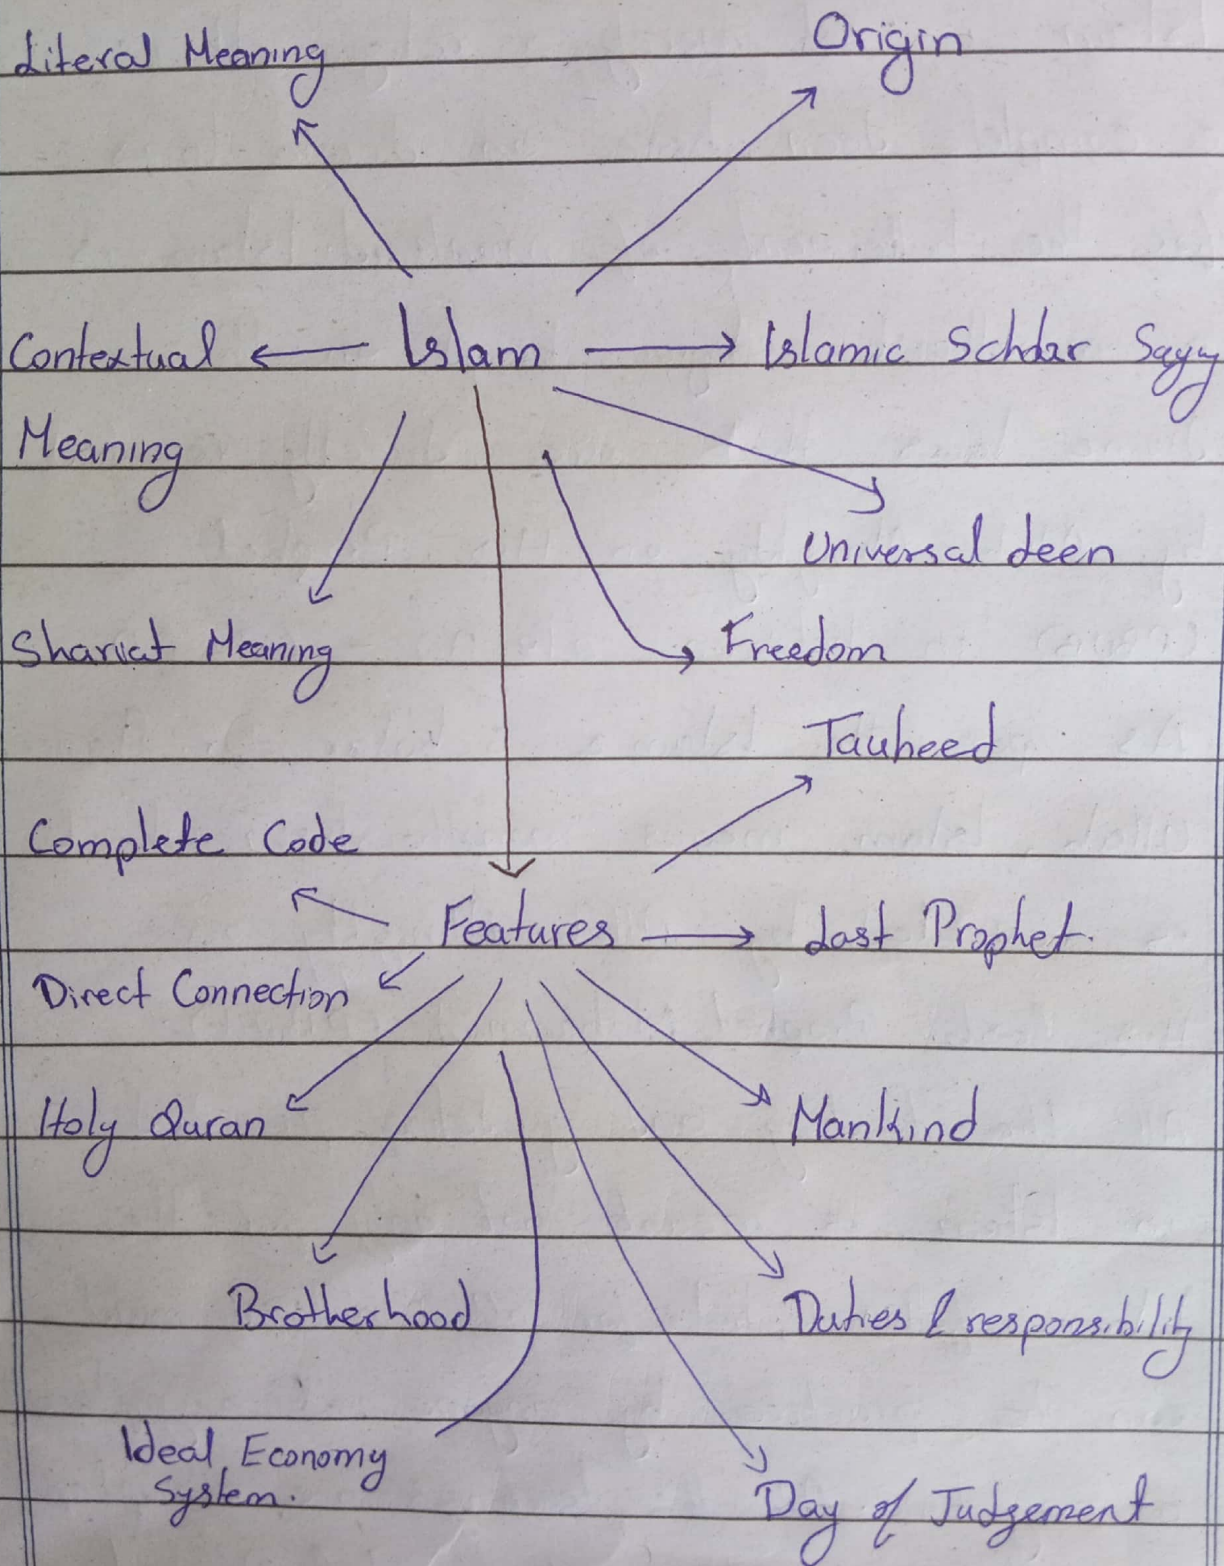 Literal Meaning
Origin
Contextual
Islam
Islamic Scholar Sayy
Meaning
Universal deen
Shariat Meaning
Freedom
Tauheed
Complete Code
Features
Last Prophet.
Direct Connection
Holy Quran
Mankind
Brotherhood
Duties & responsibility
Ideal Economy
System.
Day of Judgement